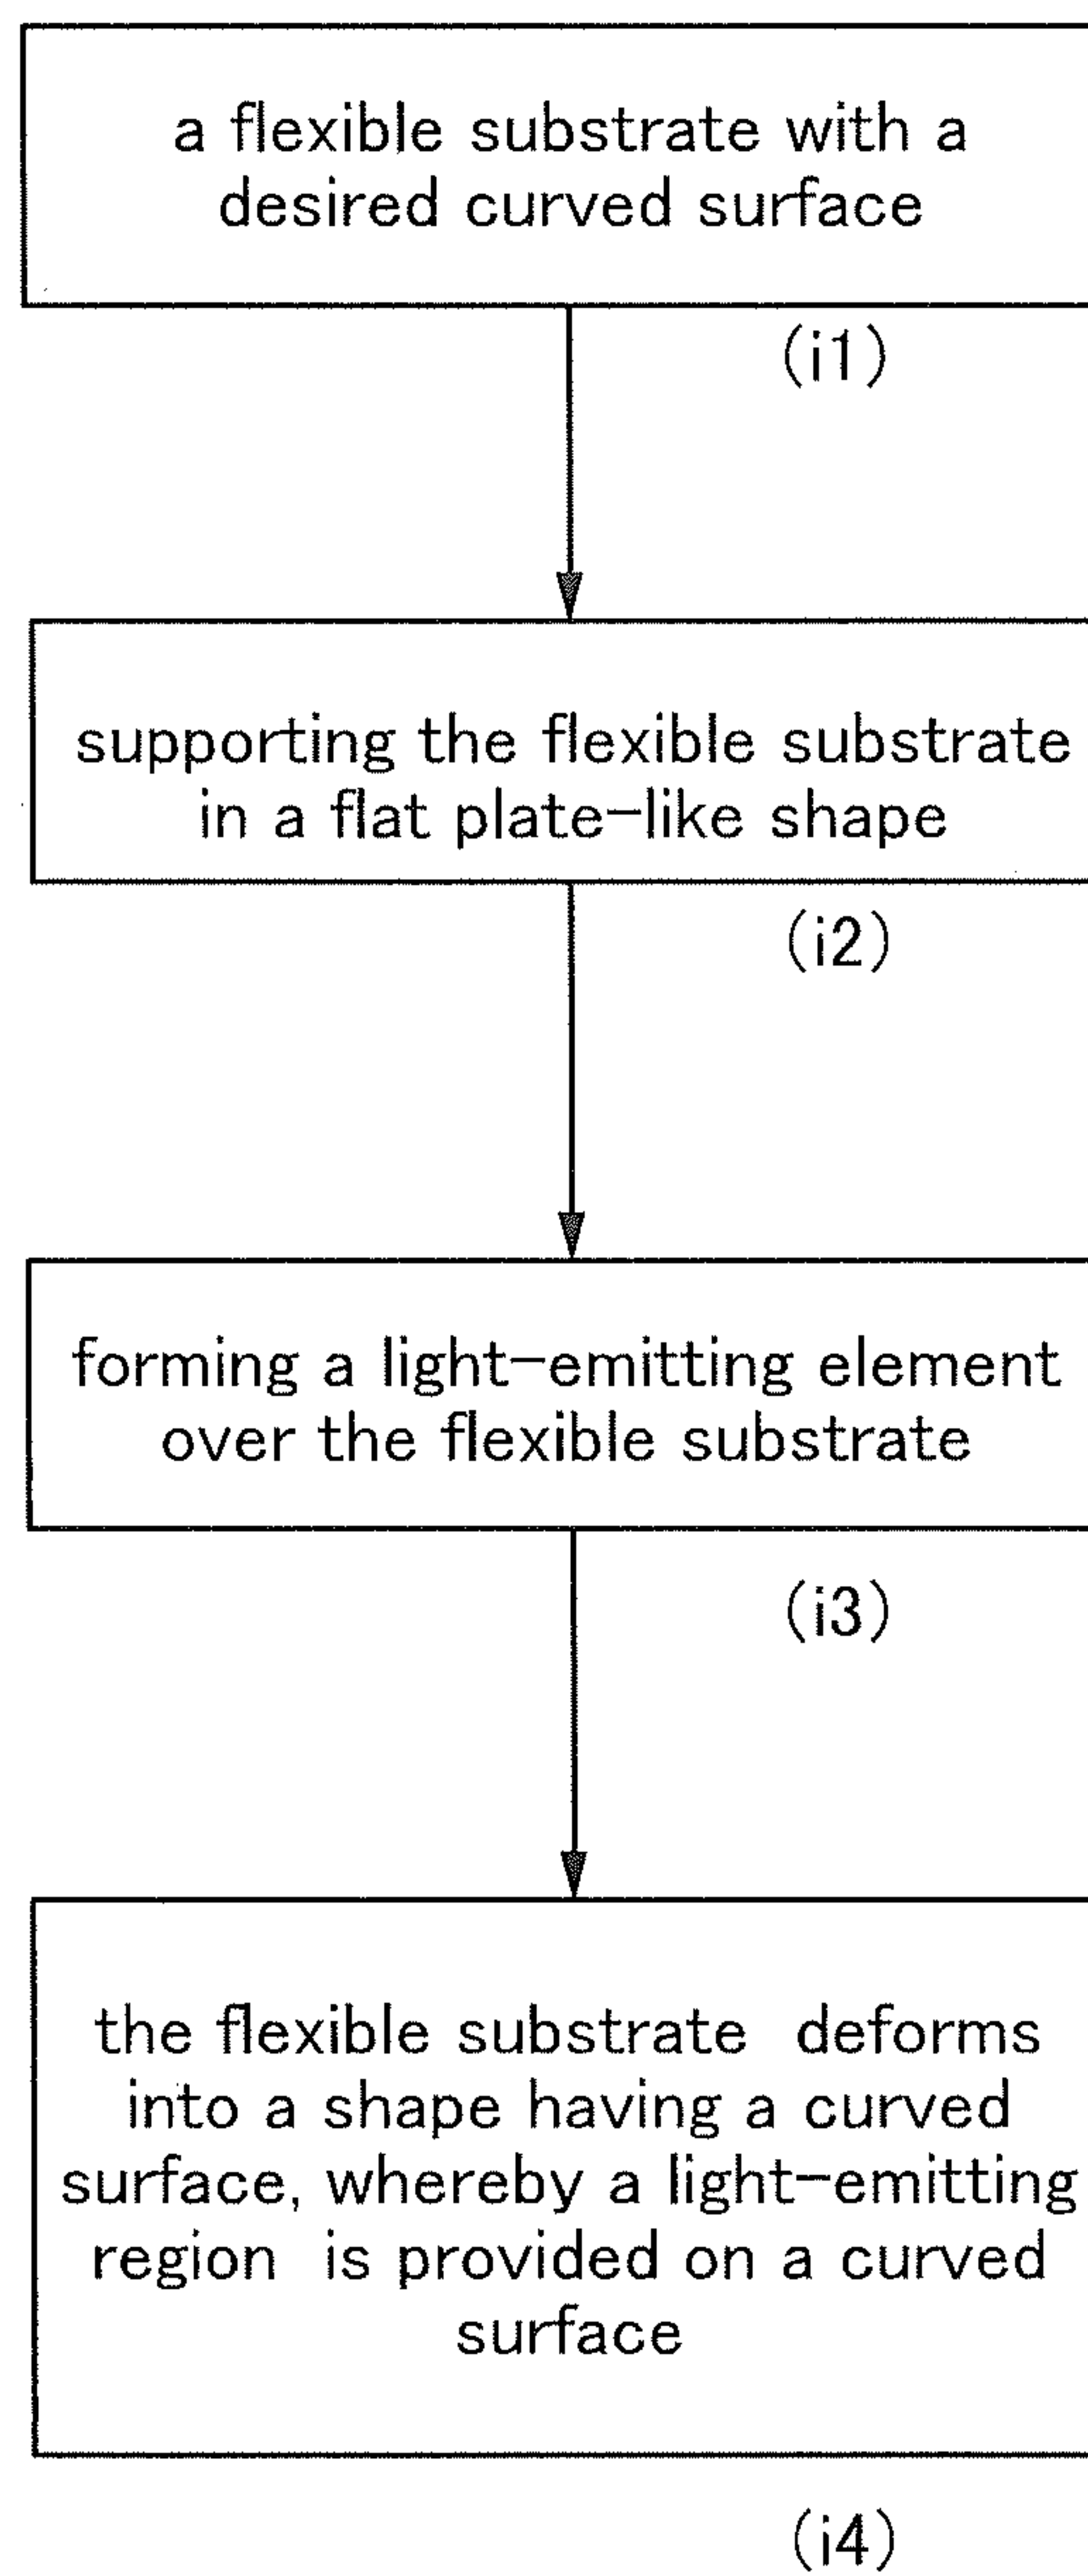 a flexible substrate with a
desired curved surface
(i1)
supporting the flexible substrate
in a flat plate-like shape
(i2)
forming a light-emitting element
over the flexible substrate
(i3)
the flexible substrate deforms
into a shape having a curved
surface, whereby a light-emitting
region is provided on a curved
surface
(i4)